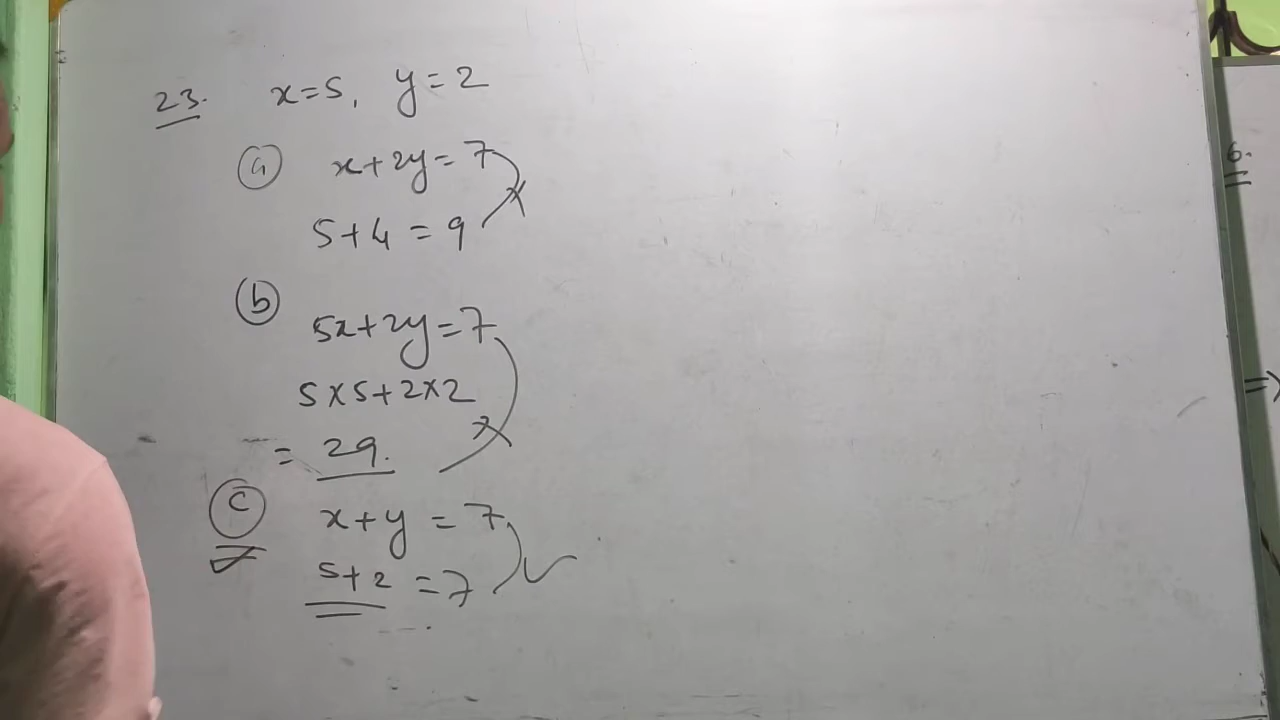 23. x=5, y=2
(a) x+2y=7
5+4=9
(b)
5x+2y=7
5×5+2×2
= 29.
(c) x+y=7
5+2=7
6.
⇒